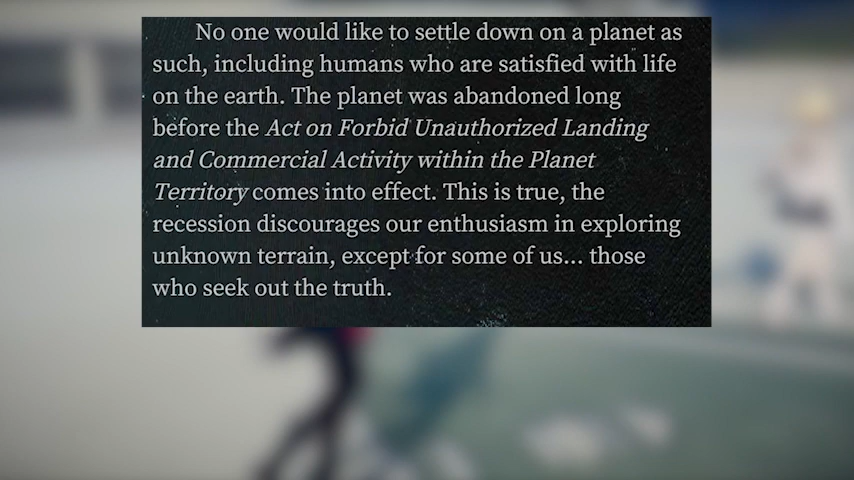 No one would like to settle down on a planet as
such, including humans who are satisfied with life
on the earth. The planet was abandoned long
before the Act on Forbid Unauthorized Landing
and Commercial Activity within the Planet
Territory comes into effect. This is true, the
recession discourages our enthusiasm in exploring
unknown terrain, except for some of us... those
who seek out the truth.